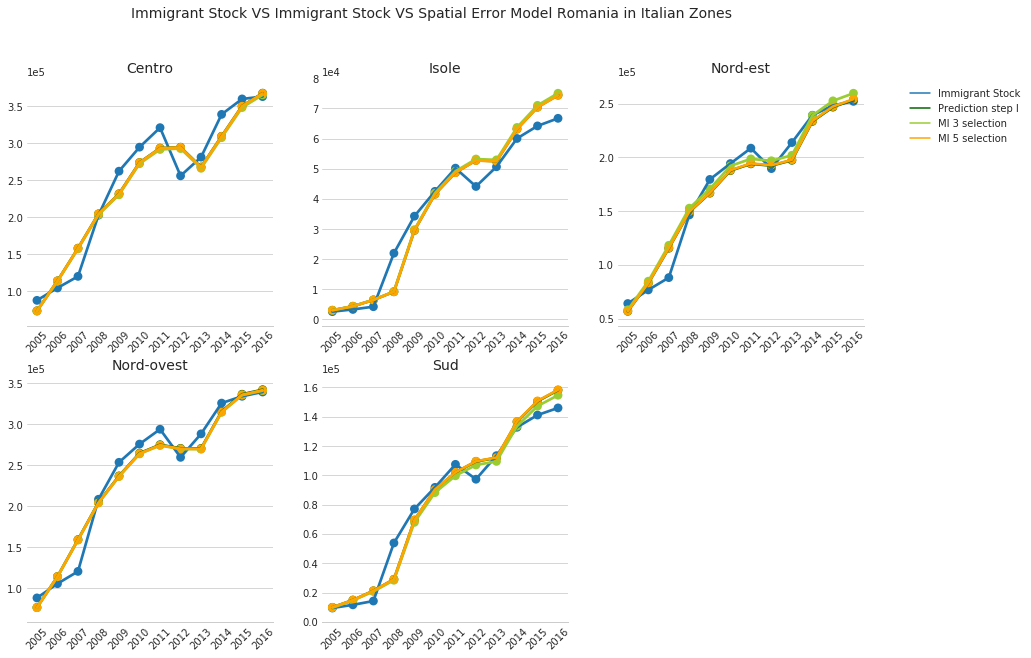 Immigrant Stock VS Immigrant Stock VS Spatial Error Model Romania in Italian Zones
Centro
1e5
3.5
3.0
2.5
2.0
1.5
1.0
2005 2006 2007 2008 2009 2010 2011 2012 2013 2014 2015 2016
Isole
1e4
8
7
6
5
4
3
2
1
0
2005 2006 2007 2008 2009 2010 2011 2012 2013 2014 2015 2016
Nord-est
1e5
2.5
2.0
1.5
1.0
0.5
2005 2006 2007 2008 2009 2010 2011 2012 2013 2014 2015 2016
Immigrant Stock
Prediction step I
MI 3 selection
MI 5 selection
Nord-ovest
1e5
3.5
3.0
2.5
2.0
1.5
1.0
2005 2006 2007 2008 2009 2010 2011 2012 2013 2014 2015 2016
Sud
1e5
1.6
1.4
1.2
1.0
0.8
0.6
0.4
0.2
0.0
2005 2006 2007 2008 2009 2010 2011 2012 2013 2014 2015 2016